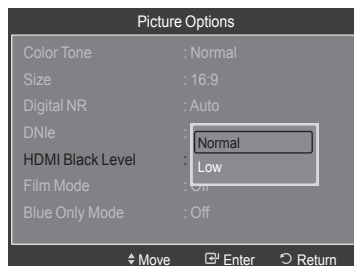 Picture Options
Color Tone : Normal
Size : 16:9
Digital NR : Auto
DNIe :
Normal
HDMI Black Level :
Low
Film Mode : Off
Blue Only Mode : Off
Move Enter Return